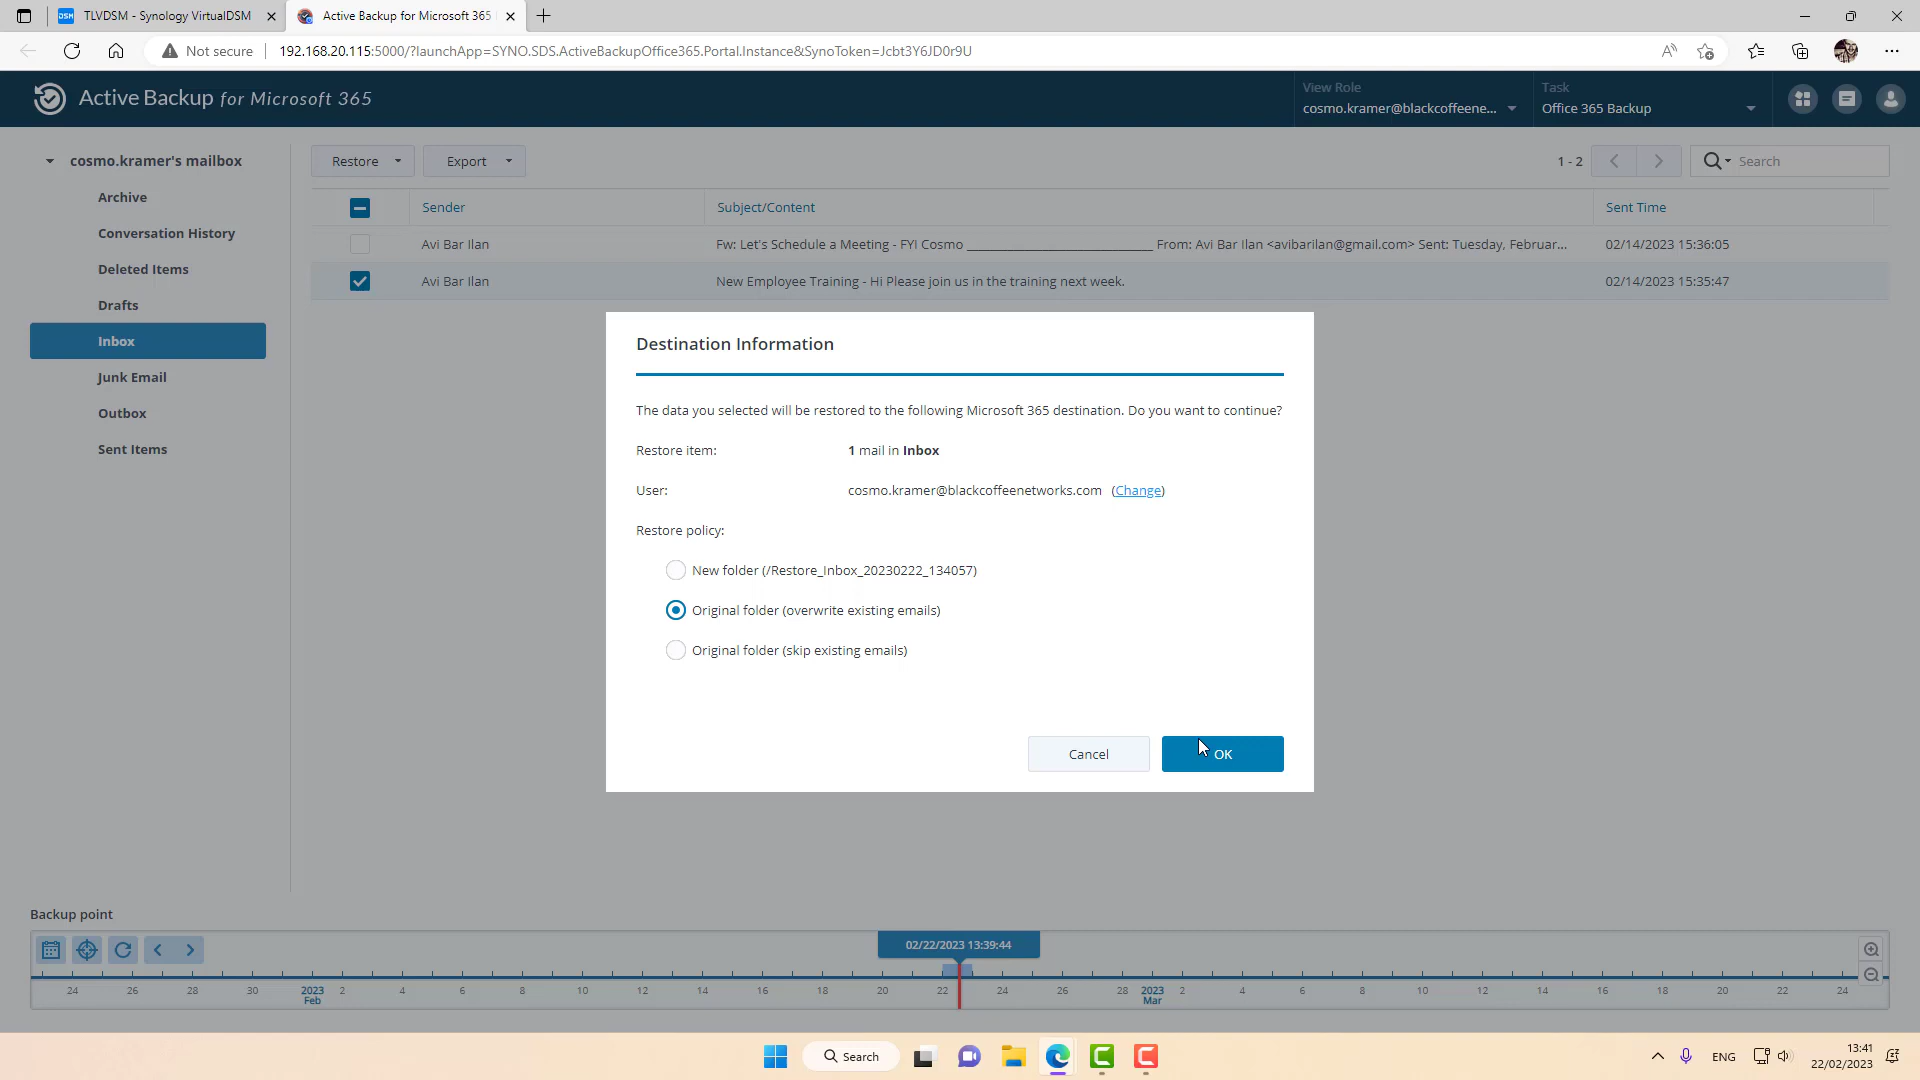 TLVDSM - Synology VirtualDSM
Active Backup for Microsoft 365
Not secure
192.168.20.115:5000/?launchApp=SYNO.SDS.ActiveBackupOffice365.Portal.Instance&SynoToken=Jcbt3Y6JD0r9U
Active Backup for Microsoft 365
View Role
cosmo.kramer@blackcoffeene...
Task
Office 365 Backup
cosmo.kramer's mailbox
Archive
Conversation History
Deleted Items
Drafts
Inbox
Junk Email
Outbox
Sent Items
Restore
Export
1 - 2
Search
Sender
Subject/Content
Sent Time
Avi Bar Ilan
Fw: Let's Schedule a Meeting - FYI Cosmo ________________________________ From: Avi Bar Ilan <avibarilan@gmail.com> Sent: Tuesday, Februar...
02/14/2023 15:36:05
Avi Bar Ilan
New Employee Training - Hi Please join us in the training next week.
02/14/2023 15:35:47
Destination Information
The data you selected will be restored to the following Microsoft 365 destination. Do you want to continue?
Restore item:
1 mail in Inbox
User:
cosmo.kramer@blackcoffeenetworks.com (Change)
Restore policy:
New folder (/Restore_Inbox_20230222_134057)
Original folder (overwrite existing emails)
Original folder (skip existing emails)
Cancel
OK
Backup point
02/22/2023 13:39:44
24 26 28 30 2023 2 4 6 8 10 12 14 16 18 20 22 24 26 28 2023 2 4 6 8 10 12 14 16 18 20 22 24
Feb Mar
Search
ENG
13:41
22/02/2023